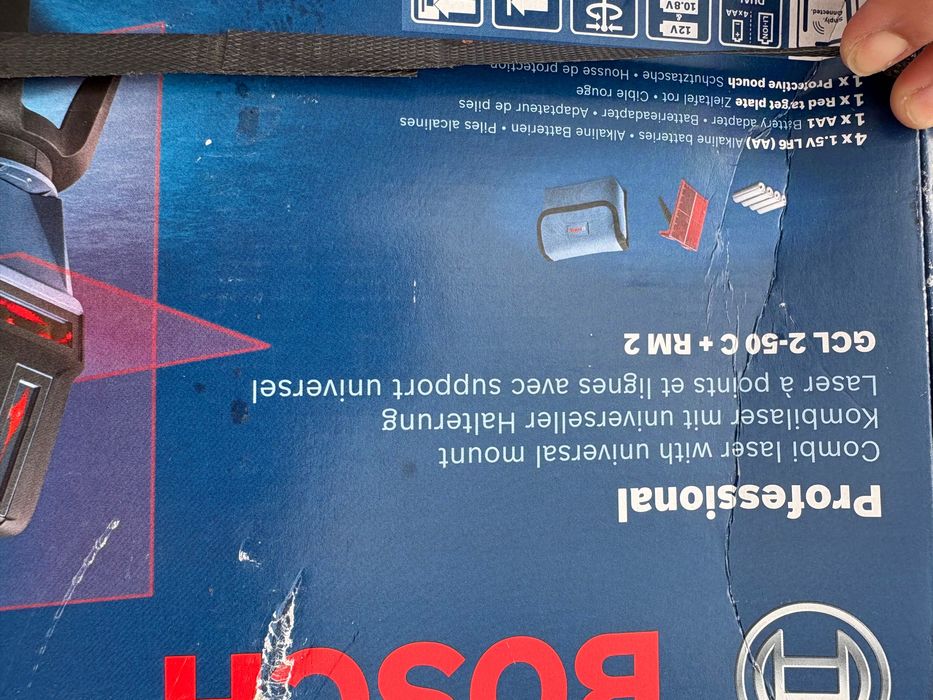 BOSCH
Professional
Combi laser with universal mount
Kombilaser mit universeller Halterung
Laser à points et lignes avec support universel
GCL 2-50 C + RM 2
4 x 1.5V LR6 (AA) Alkaline batteries • Alkaline Batterien • Piles alcalines
1 x AA1 Battery adapter • Batterieadapter • Adaptateur de piles
1 x Red target plate Zieltafel rot • Cible rouge
1 x Protective pouch Schutztasche • Housse de protection
12V
&
10.8V
LI-ION
4xAA